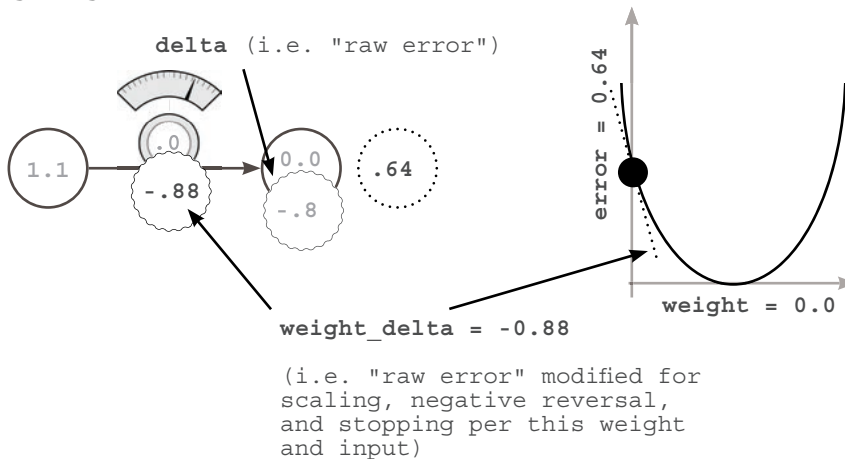 delta (i.e. "raw error")
error = 0.64
1.1
.0
0.0
.64
-.88
-.8
weight = 0.0
weight_delta = -0.88
(i.e. "raw error" modified for
scaling, negative reversal,
and stopping per this weight
and input)